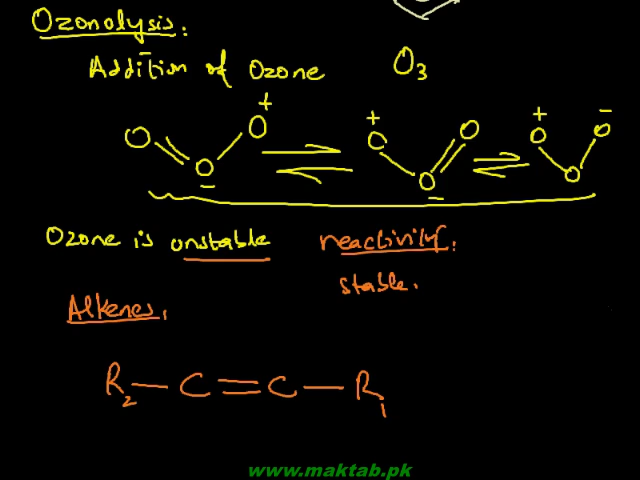 Ozonolysis.
Addition of Ozone O3
O O O + −
+ O O O −
+ O O O −
Ozone is unstable reactivity.
stable.
Alkenes,
R2 — C = C — R1
www.maktab.pk